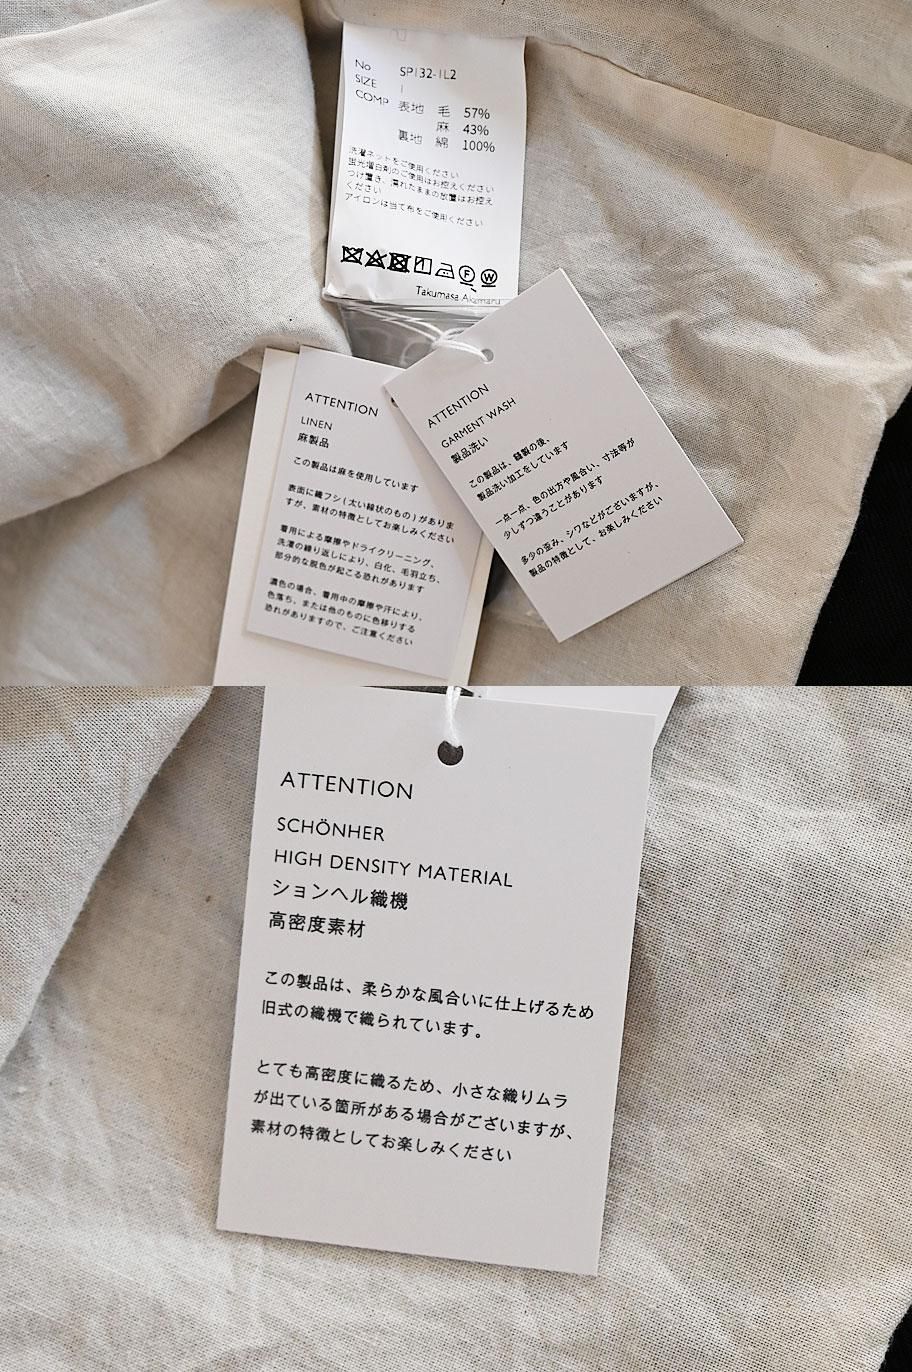 No SP132-1L2
SIZE 1
COMP 表地 毛 57%
麻 43%
裏地 綿 100%
洗濯ネットをご使用ください
蛍光増白剤のご使用はお控えください
つけ置き、濡れたままの放置はお控え
ください
アイロンは当て布をご使用ください
F W
Takumasa
ATTENTION
LINEN
麻製品
この製品は麻を使用しています
表面に織フシ(太い線状のもの)がありま
すが、素材の特徴としてお楽しみください
着用による摩擦やドライクリーニング、
洗濯の繰り返しにより、白化、毛羽立ち、
部分的な脱色が起こる恐れがあります
濃色の場合、着用中の摩擦や汗により、
色落ち、または他のものに色移りする
恐れがありますので、ご注意ください
ATTENTION
GARMENT WASH
製品洗い
この製品は、縫製の後、
製品洗い加工をしています
一点一点、色の出方や風合い、寸法等が
少しずつ違うことがあります
多少の歪み、シワなどがございますが、
製品の特徴として、お楽しみください
ATTENTION
SCHÖNHER
HIGH DENSITY MATERIAL
ションヘル織機
高密度素材
この製品は、柔らかな風合いに仕上げるため
旧式の織機で織られています。
とても高密度に織るため、小さな織りムラ
が出ている箇所がある場合がございますが、
素材の特徴としてお楽しみください